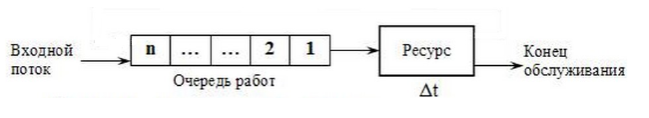 Входной
поток
n ... ... 2 1
Очередь работ
Ресурс
Δt
Конец
обслуживания